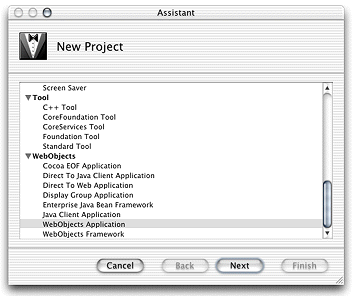 Assistant
New Project
Screen Saver
Tool
C++ Tool
CoreFoundation Tool
CoreServices Tool
Foundation Tool
Standard Tool
WebObjects
Cocoa EOF Application
Direct To Java Client Application
Direct To Web Application
Display Group Application
Enterprise Java Bean Framework
Java Client Application
WebObjects Application
WebObjects Framework
Cancel
Back
Next
Finish